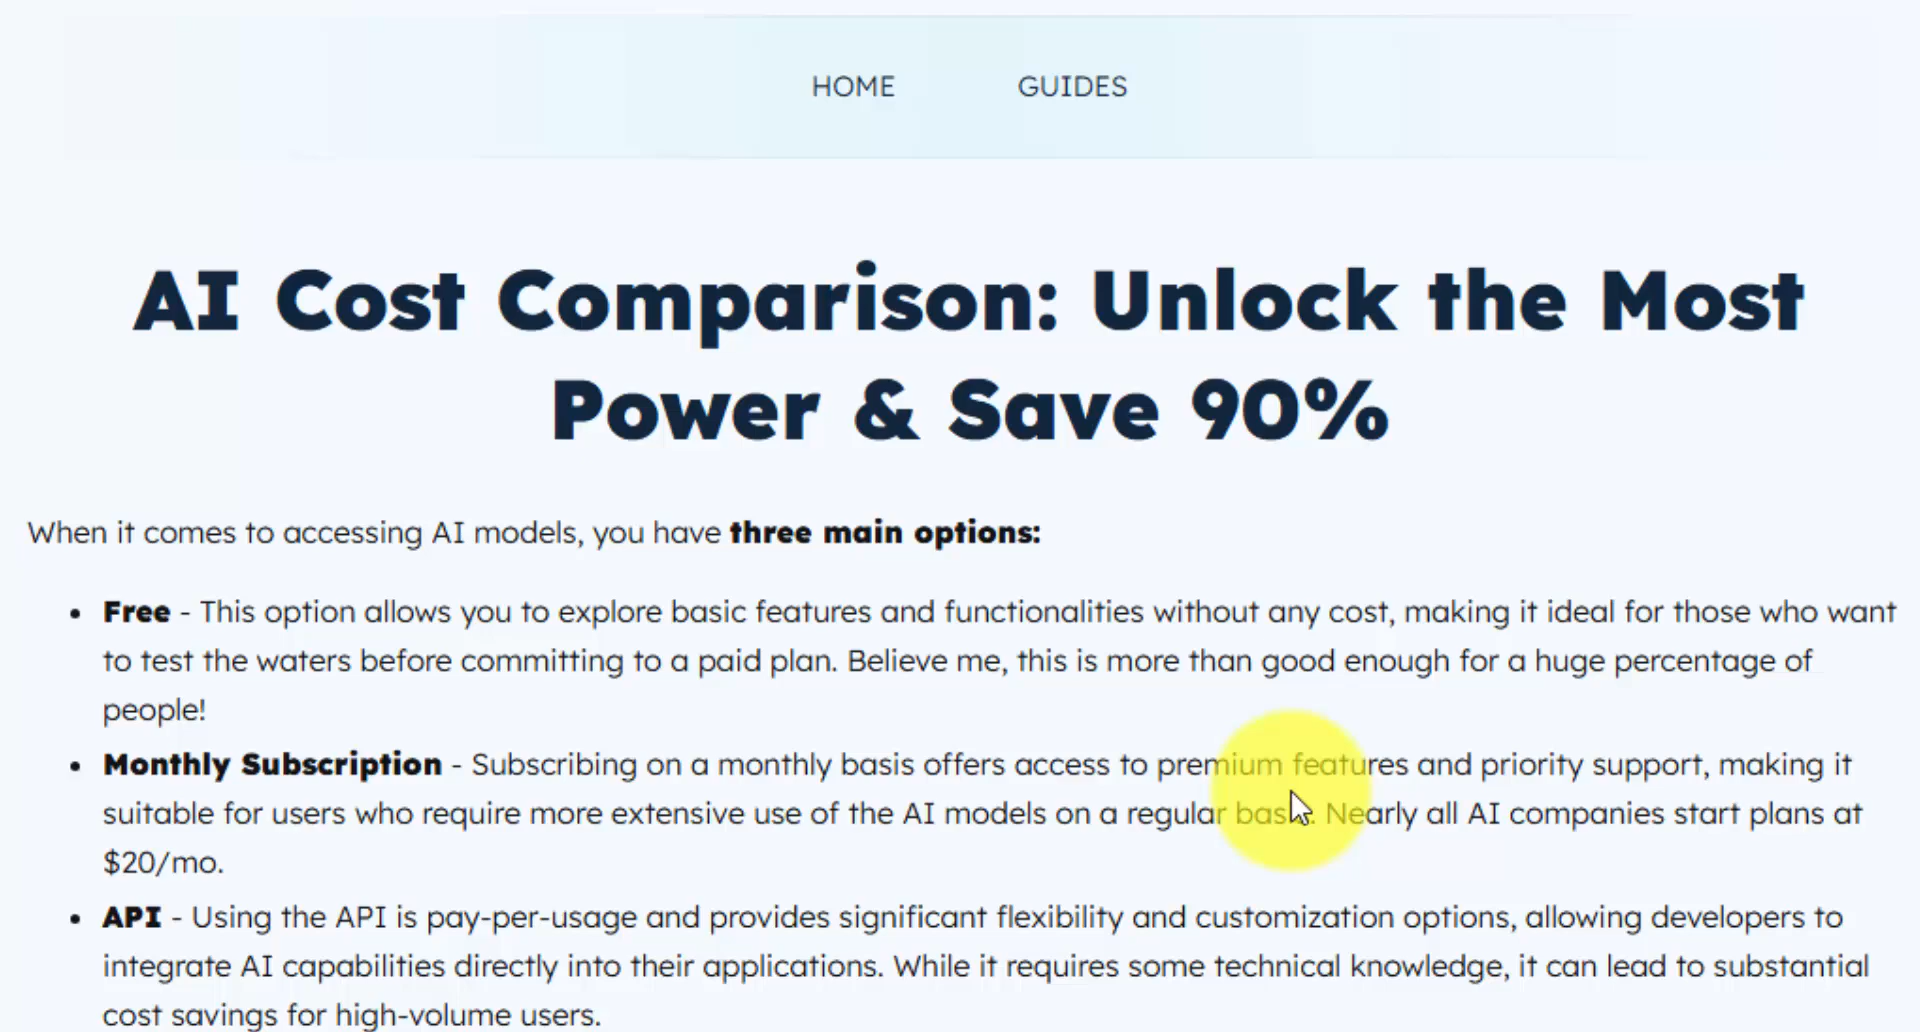 HOME GUIDES
AI Cost Comparison: Unlock the Most
Power & Save 90%
When it comes to accessing AI models, you have three main options:
• Free - This option allows you to explore basic features and functionalities without any cost, making it ideal for those who want
to test the waters before committing to a paid plan. Believe me, this is more than good enough for a huge percentage of
people!
• Monthly Subscription - Subscribing on a monthly basis offers access to premium features and priority support, making it
suitable for users who require more extensive use of the AI models on a regular basis. Nearly all AI companies start plans at
$20/mo.
• API - Using the API is pay-per-usage and provides significant flexibility and customization options, allowing developers to
integrate AI capabilities directly into their applications. While it requires some technical knowledge, it can lead to substantial
cost savings for high-volume users.